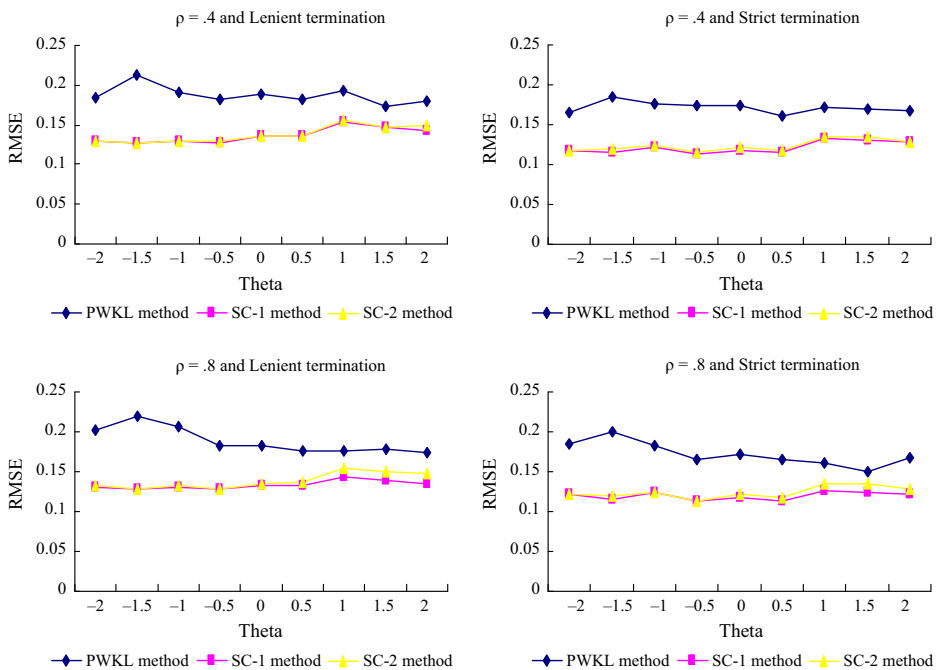 ρ = .4 and Lenient termination
0.25
0.2
0.15
0.1
0.05
0
RMSE
–2 –1.5 –1 –0.5 0 0.5 1 1.5 2
Theta
PWKL method SC-1 method SC-2 method
ρ = .4 and Strict termination
0.25
0.2
0.15
0.1
0.05
0
RMSE
–2 –1.5 –1 –0.5 0 0.5 1 1.5 2
Theta
PWKL method SC-1 method SC-2 method
ρ = .8 and Lenient termination
0.25
0.2
0.15
0.1
0.05
0
RMSE
–2 –1.5 –1 –0.5 0 0.5 1 1.5 2
Theta
PWKL method SC-1 method SC-2 method
ρ = .8 and Strict termination
0.25
0.2
0.15
0.1
0.05
0
RMSE
–2 –1.5 –1 –0.5 0 0.5 1 1.5 2
Theta
PWKL method SC-1 method SC-2 method